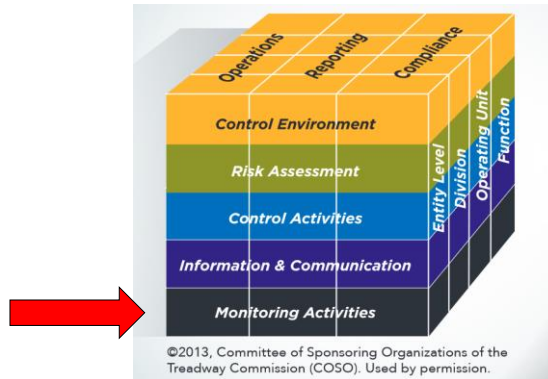 Operations
Reporting
Compliance
Control Environment
Risk Assessment
Control Activities
Information & Communication
Monitoring Activities
Entity Level
Division
Operating Unit
Function
©2013, Committee of Sponsoring Organizations of the
Treadway Commission (COSO). Used by permission.